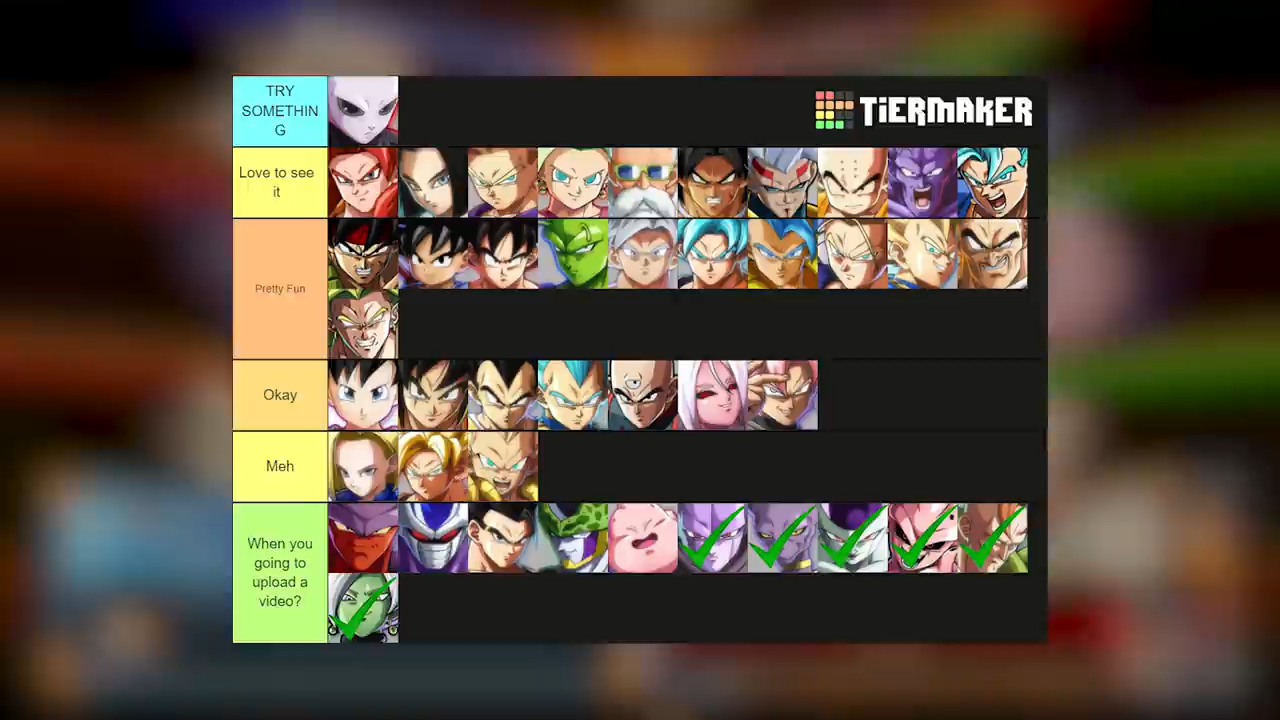 TRY
SOMETHIN
G
TiERMAKER
Love to see
it
Pretty Fun
Okay
Meh
When you
going to
upload a
video?